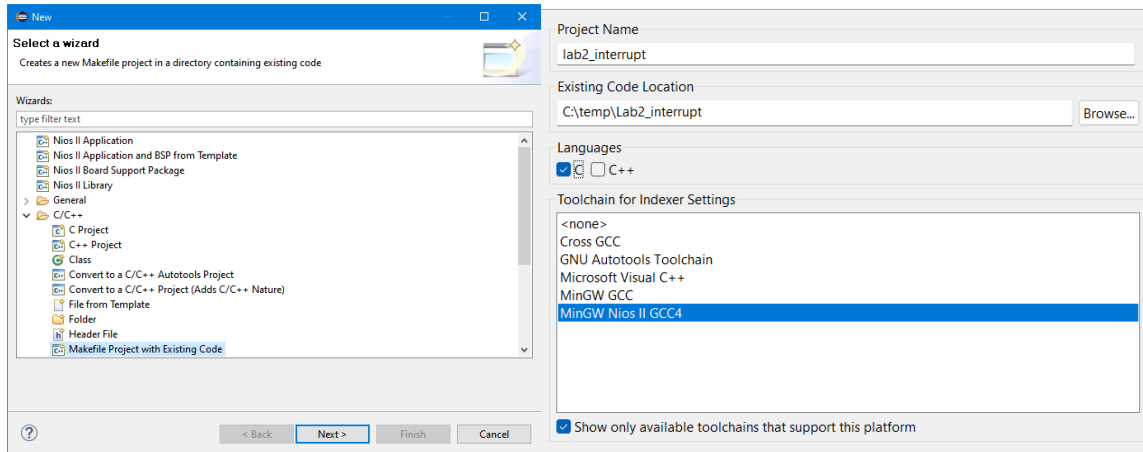 New
Select a wizard
Creates a new Makefile project in a directory containing existing code
Wizards:
type filter text
Nios II Application
Nios II Application and BSP from Template
Nios II Board Support Package
Nios II Library
General
C/C++
C Project
C++ Project
Class
Convert to a C/C++ Autotools Project
Convert to a C/C++ Project (Adds C/C++ Nature)
File from Template
Folder
Header File
Makefile Project with Existing Code
?
< Back Next > Finish Cancel
Project Name
lab2_interrupt
Existing Code Location
C:\temp\Lab2_interrupt Browse...
Languages
C C++
Toolchain for Indexer Settings
<none>
Cross GCC
GNU Autotools Toolchain
Microsoft Visual C++
MinGW GCC
MinGW Nios II GCC4
Show only available toolchains that support this platform